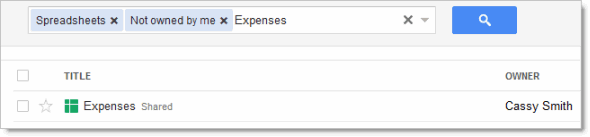 Spreadsheets × Not owned by me × Expenses ×
TITLE OWNER
Expenses Shared Cassy Smith